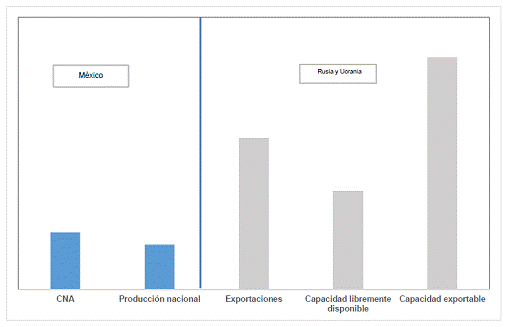 México
Rusia y Ucrania
CNA
Producción nacional
Exportaciones
Capacidad libremente
disponible
Capacidad exportable